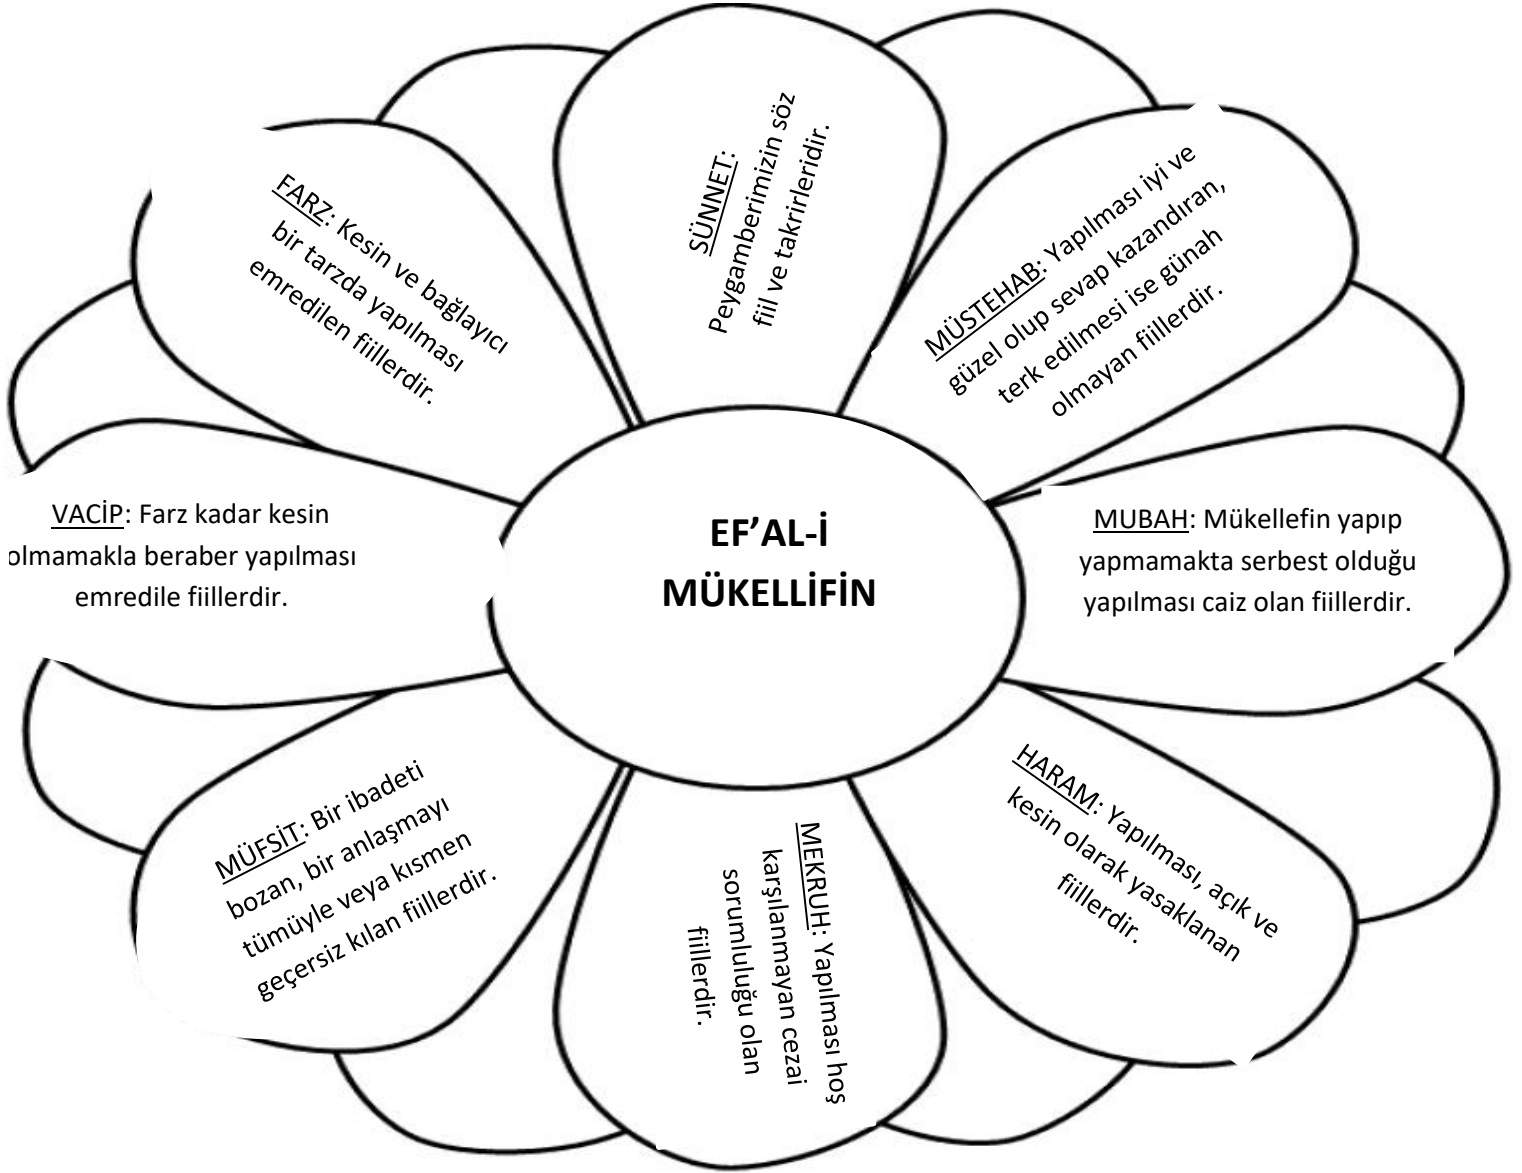 EF’AL-İ
MÜKELLİFİN
FARZ: Kesin ve bağlayıcı
bir tarzda yapılması
emredilen fiillerdir.
SÜNNET:
Peygamberimizin söz
fiil ve takrirleridir.
MÜSTEHAB: Yapılması iyi ve
güzel olup sevap kazandıran,
terk edilmesi ise günah
olmayan fiillerdir.
MUBAH: Mükellefin yapıp
yapmamakta serbest olduğu
yapılması caiz olan fiillerdir.
HARAM: Yapılması, açık ve
kesin olarak yasaklanan
fiillerdir.
MEKRUH: Yapılması hoş
karşılanmayan cezai
sorumluluğu olan
fiillerdir.
MÜFSİT: Bir ibadeti
bozan, bir anlaşmayı
tümüyle veya kısmen
geçersiz kılan fiillerdir.
VACİP: Farz kadar kesin
olmamakla beraber yapılması
emredile fiillerdir.